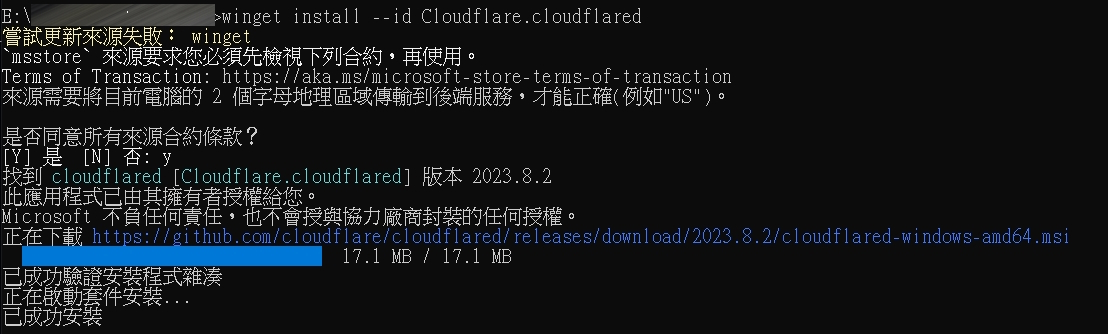 E:\>winget install --id Cloudflare.cloudflared
嘗試更新來源失敗： winget
`msstore` 來源要求您必須先檢視下列合約，再使用。
Terms of Transaction: https://aka.ms/microsoft-store-terms-of-transaction
來源需要將目前電腦的 2 個字母地理區域傳輸到後端服務，才能正確(例如"US")。
是否同意所有來源合約條款？
[Y] 是 [N] 否: y
找到 cloudflared [Cloudflare.cloudflared] 版本 2023.8.2
此應用程式已由其擁有者授權給您。
Microsoft 不負任何責任，也不會授與協力廠商封裝的任何授權。
正在下載 https://github.com/cloudflare/cloudflared/releases/download/2023.8.2/cloudflared-windows-amd64.msi
17.1 MB / 17.1 MB
已成功驗證安裝程式雜湊
正在啟動套件安裝...
已成功安裝